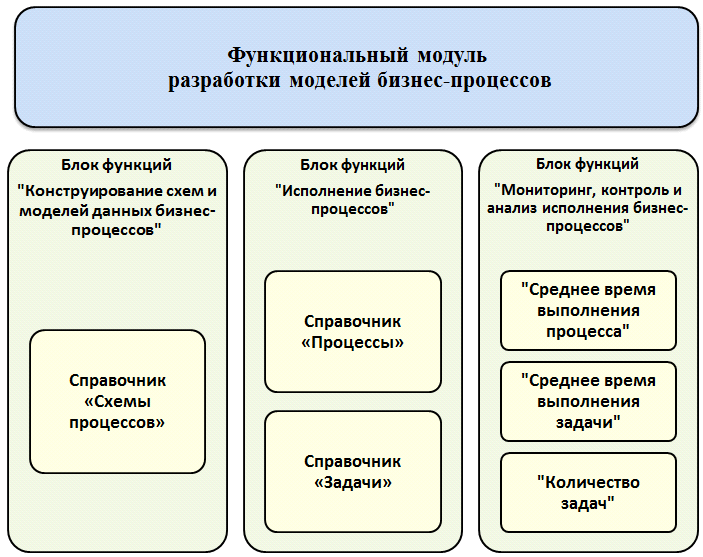 Функциональный модуль
разработки моделей бизнес-процессов
Блок функций
"Конструирование схем и
моделей данных бизнес-
процессов"
Справочник
«Схемы
процессов»
Блок функций
"Исполнение бизнес-
процессов"
Справочник
«Процессы»
Справочник
«Задачи»
Блок функций
"Мониторинг, контроль и
анализ исполнения бизнес-
процессов"
"Среднее время
выполнения
процесса"
"Среднее время
выполнения
задачи"
"Количество
задач"